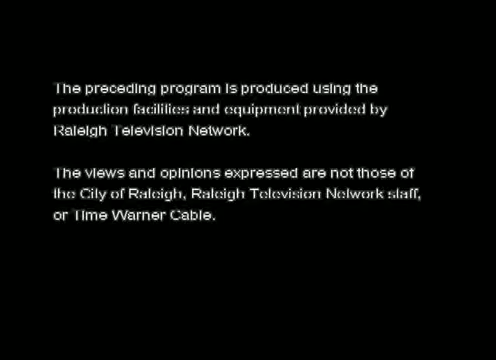 The preceding program is produced using the
production facilities and equipment provided by
Raleigh Television Network.
The views and opinions expressed are not those of
the City of Raleigh, Raleigh Television Network staff,
or Time Warner Cable.